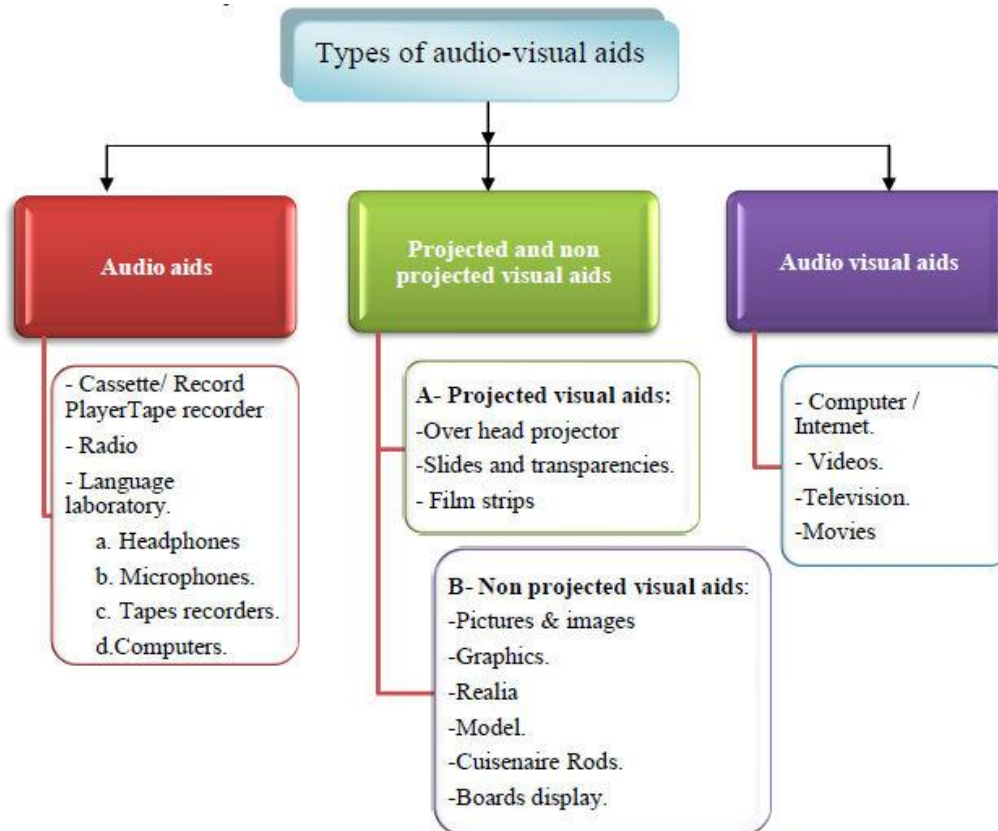 Types of audio-visual aids
Audio aids
- Cassette/ Record
PlayerTape recorder
- Radio
- Language
laboratory.
a. Headphones
b. Microphones.
c. Tapes recorders.
d.Computers.
Projected and non
projected visual aids
A- Projected visual aids:
-Over head projector
-Slides and transparencies.
- Film strips
B- Non projected visual aids:
-Pictures & images
-Graphics.
-Realia
-Model.
-Cuisenaire Rods.
-Boards display.
Audio visual aids
- Computer /
Internet.
- Videos.
-Television.
-Movies